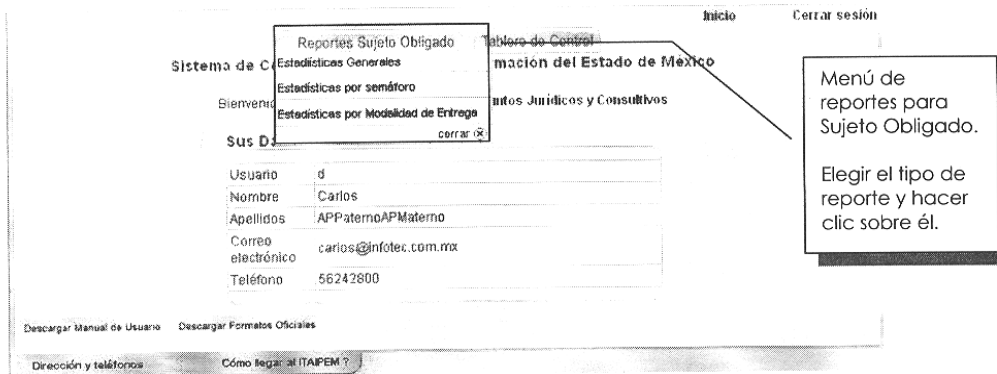 Inicio Cerrar sesión
Reportes Sujeto Obligado Tablero de Control
Sistema de C mación del Estado de México
Estadísticas Generales
Estadísticas por semáforo
Bienvenid ntos Jurídicos y Consultivos
Estadísticas por Modalidad de Entrega
cerrar
Sus D
Usuario d
Nombre Carlos
Apellidos APPaternoAPMaterno
Correo electrónico carlos@infotec.com.mx
Teléfono 56242800
Menú de
reportes para
Sujeto Obligado.
Elegir el tipo de
reporte y hacer
clic sobre él.
Descargar Manual de Usuario Descargar Formatos Oficiales
Dirección y teléfonos Cómo llegar al ITAIPEM ?